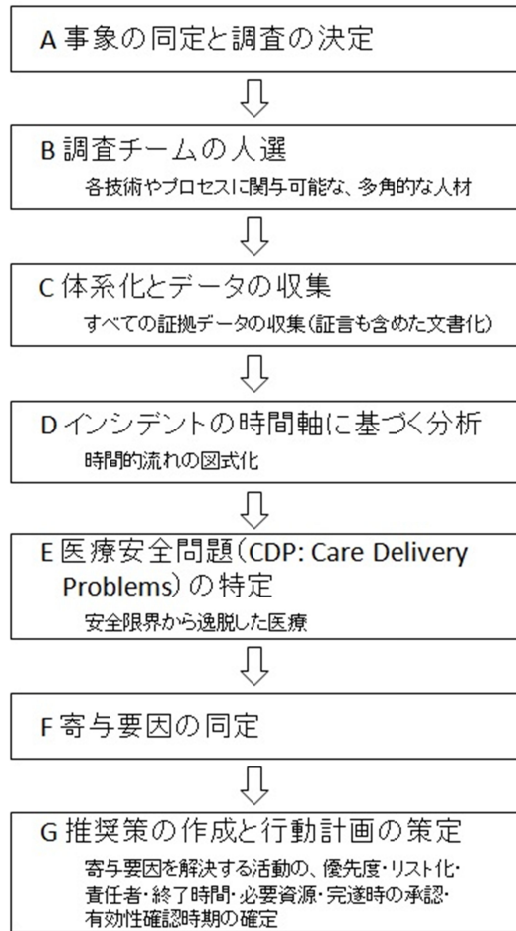 A 事象の同定と調査の決定
B 調査チームの人選
各技術やプロセスに関与可能な、多角的な人材
C 体系化とデータの収集
すべての証拠データの収集(証言も含めた文書化)
D インシデントの時間軸に基づく分析
時間的流れの図式化
E 医療安全問題(CDP: Care Delivery
Problems)の特定
安全限界から逸脱した医療
F 寄与要因の同定
G 推奨策の作成と行動計画の策定
寄与要因を解決する活動の、優先度・リスト化・
責任者・終了時間・必要資源・完遂時の承認・
有効性確認時期の確定